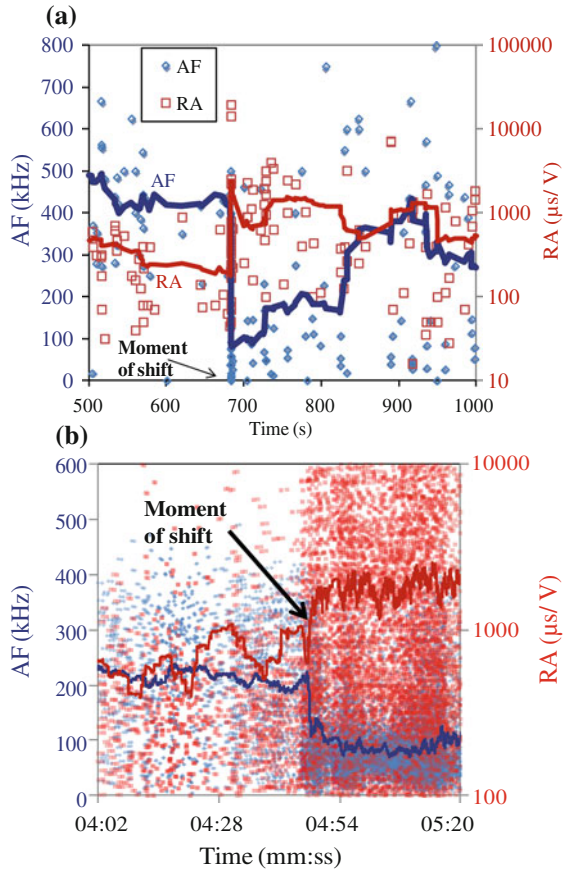 (a)
800
700
600
500
400
300
200
100
0
AF (kHz)
100000
10000
1000
100
10
RA (µs/ V)
AF
RA
AF
RA
Moment
of shift
500
600
700
800
900
1000
Time (s)
(b)
600
500
400
300
200
100
0
AF (kHz)
10000
1000
100
RA (µs/ V)
Moment
of shift
04:02
04:28
04:54
05:20
Time (mm:ss)